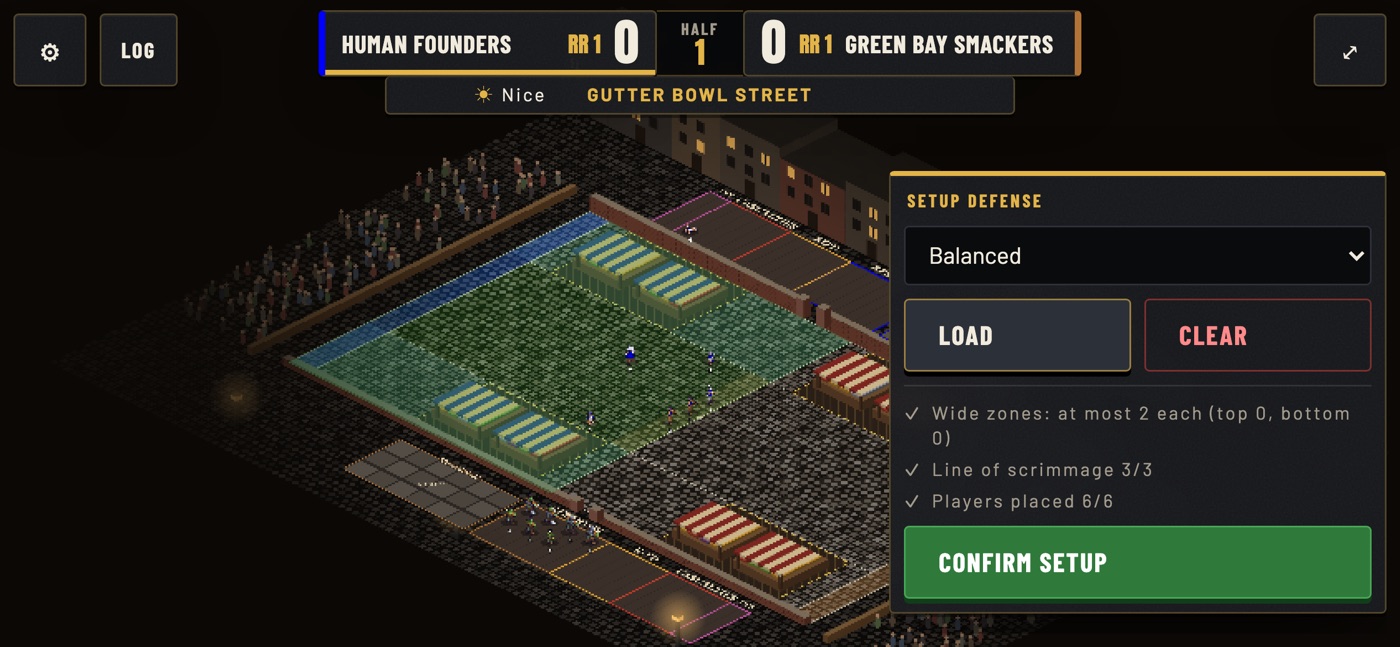 LOG
HUMAN FOUNDERS RR 1 0
HALF
1
0 RR 1 GREEN BAY SMACKERS
Nice GUTTER BOWL STREET
SETUP DEFENSE
Balanced
LOAD
CLEAR
✓ Wide zones: at most 2 each (top 0, bottom
0)
✓ Line of scrimmage 3/3
✓ Players placed 6/6
CONFIRM SETUP